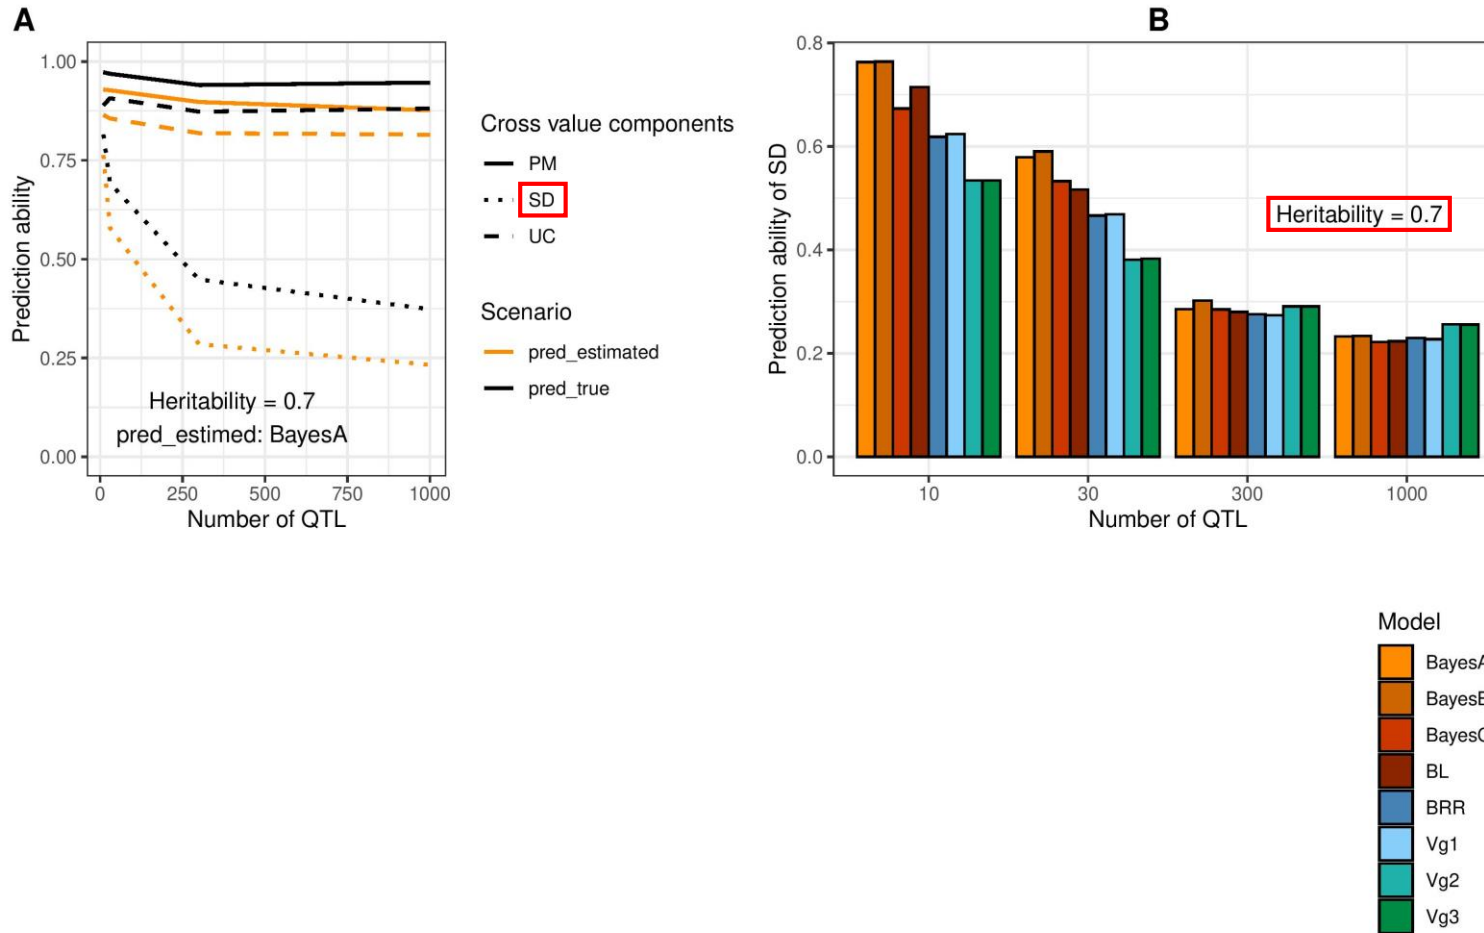 A
1.00
0.75
0.50
0.25
0.00
Prediction ability
Heritability = 0.7
pred_estimed: BayesA
0 250 500 750 1000
Number of QTL
Cross value components
PM
SD
UC
Scenario
pred_estimated
pred_true
B
0.8
0.6
0.4
0.2
0.0
Prediction ability of SD
Heritability = 0.7
10 30 300 1000
Number of QTL
Model
BayesA
BayesB
BayesC
BL
BRR
Vg1
Vg2
Vg3